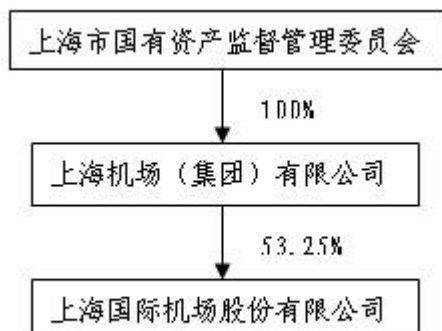 上海市国有资产监督管理委员会
100%
上海机场（集团）有限公司
53.25%
上海国际机场股份有限公司